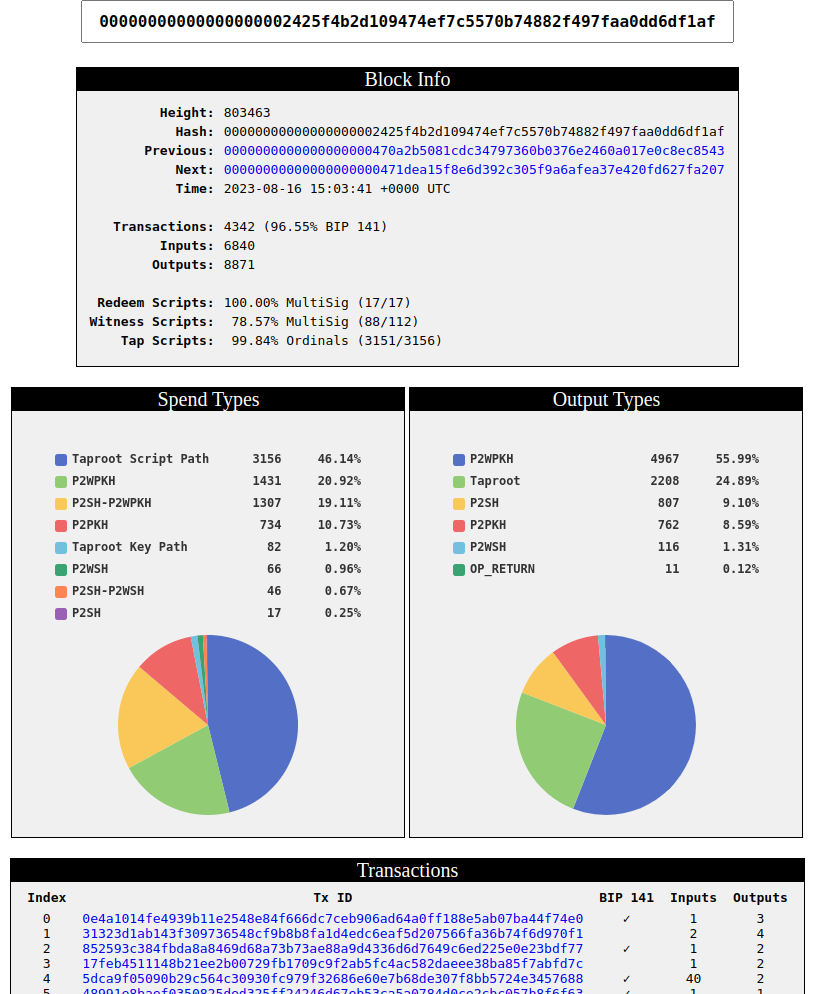 00000000000000000002425f4b2d109474ef7c5570b74882f497faa0dd6df1af
Block Info
Height: 803463
Hash: 00000000000000000002425f4b2d109474ef7c5570b74882f497faa0dd6df1af
Previous: 0000000000000000000470a2b5081cdc34797360b0376e2460a017e0c8ec8543
Next: 0000000000000000000471dea15f8e6d392c305f9a6afea37e420fd627fa207
Time: 2023-08-16 15:03:41 +0000 UTC
Transactions: 4342 (96.55% BIP 141)
Inputs: 6840
Outputs: 8871
Redeem Scripts: 100.00% MultiSig (17/17)
Witness Scripts: 78.57% MultiSig (88/112)
Tap Scripts: 99.84% Ordinals (3151/3156)
Spend Types
Taproot Script Path 3156 46.14%
P2WPKH 1431 20.92%
P2SH-P2WPKH 1307 19.11%
P2PKH 734 10.73%
Taproot Key Path 82 1.20%
P2WSH 66 0.96%
P2SH-P2WSH 46 0.67%
P2SH 17 0.25%
Output Types
P2WPKH 4967 55.99%
Taproot 2208 24.89%
P2SH 807 9.10%
P2PKH 762 8.59%
P2WSH 116 1.31%
OP_RETURN 11 0.12%
Transactions
Index Tx ID BIP 141 Inputs Outputs
0 0e4a1014fe4939b11e2548e84f666dc7ceb906ad64a0ff188e5ab07ba44f74e0 ✓ 1 3
1 31323d1ab143f309736548cf9b8b8fa1d4edc6eaf5d207566fa36b74f6d970f1 2 4
2 852593c384fbda8a8469d68a73b73ae88a9d4336d6d7649c6ed225e0e23bdf77 ✓ 1 2
3 17feb4511148b21ee2b00729fb1709c9f2ab5fc4ac582daeee38ba85f7abfd7c 1 2
4 5dca9f05090b29c564c30930fc979f32686e60e7b68de307f8bb5724e3457688 ✓ 40 2